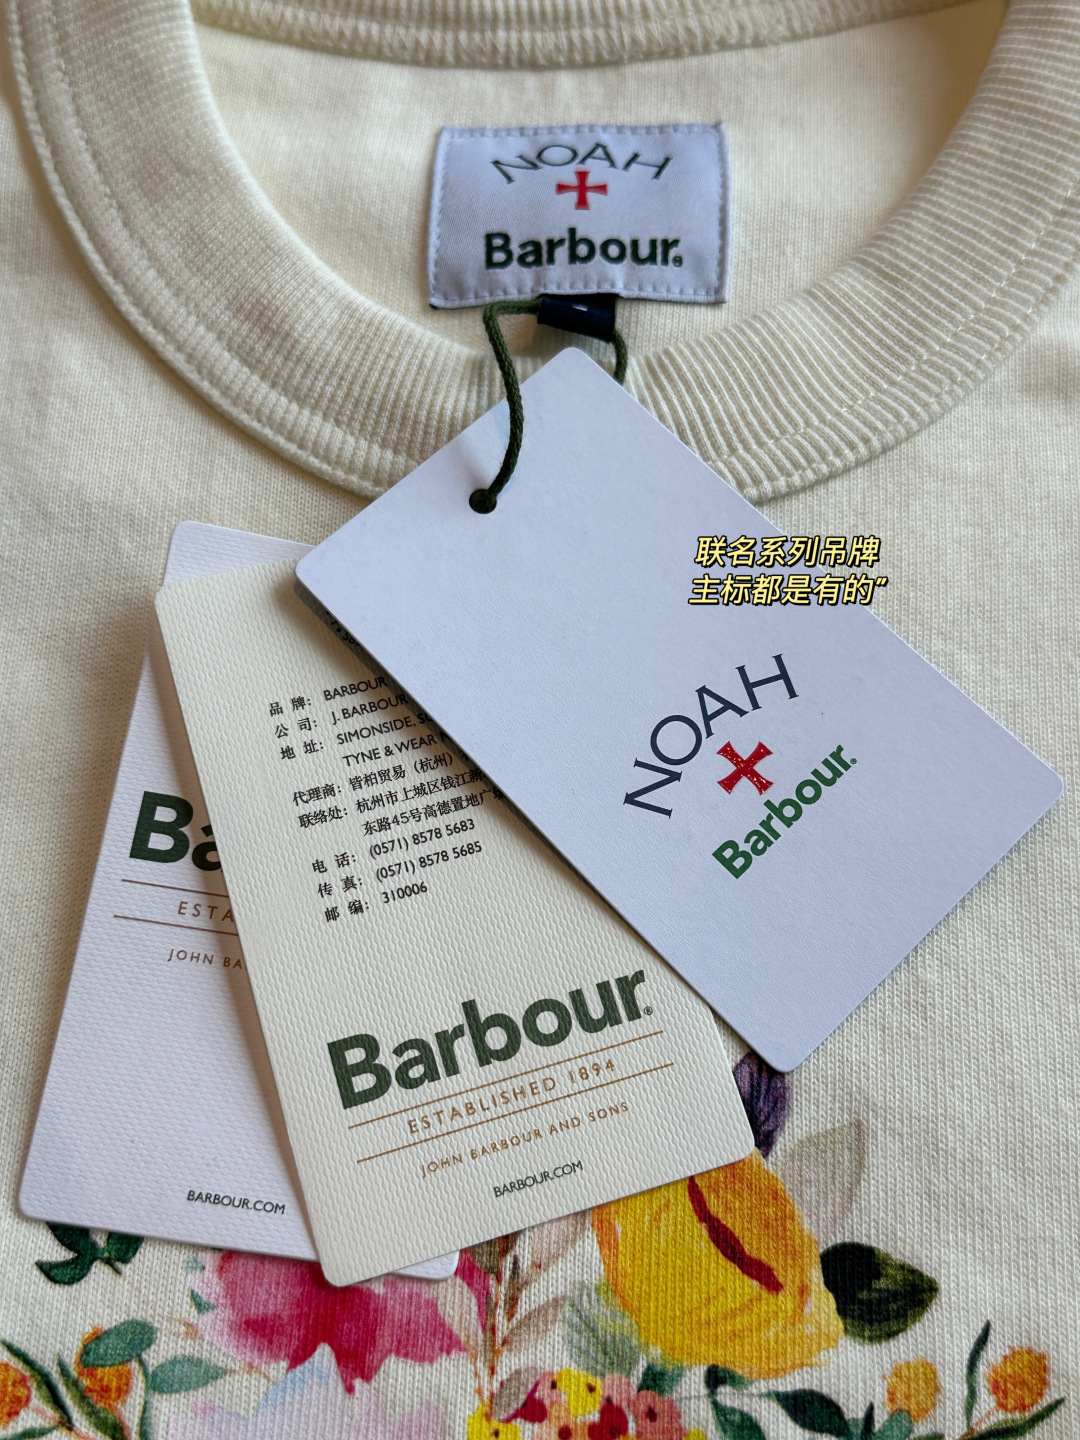 NOAH
Barbour®
联名系列吊牌
主标都是有的”
NOAH
Barbour®
品 牌： BARBOUR
公 司： J. BARBOUR
地 址： SIMONSIDE,
TYNE & WEAR
代理商：皆柏贸易（杭州）
联络处：杭州市上城区钱江新
东路45号高德置地广
电 话： (0571) 8578 5683
传 真： (0571) 8578 5685
邮 编： 310006
Barbour®
ESTABLISHED 1894
JOHN BARBOUR AND SONS
BARBOUR.COM
Ba
ESTA
JOHN BA
BARBOUR.COM